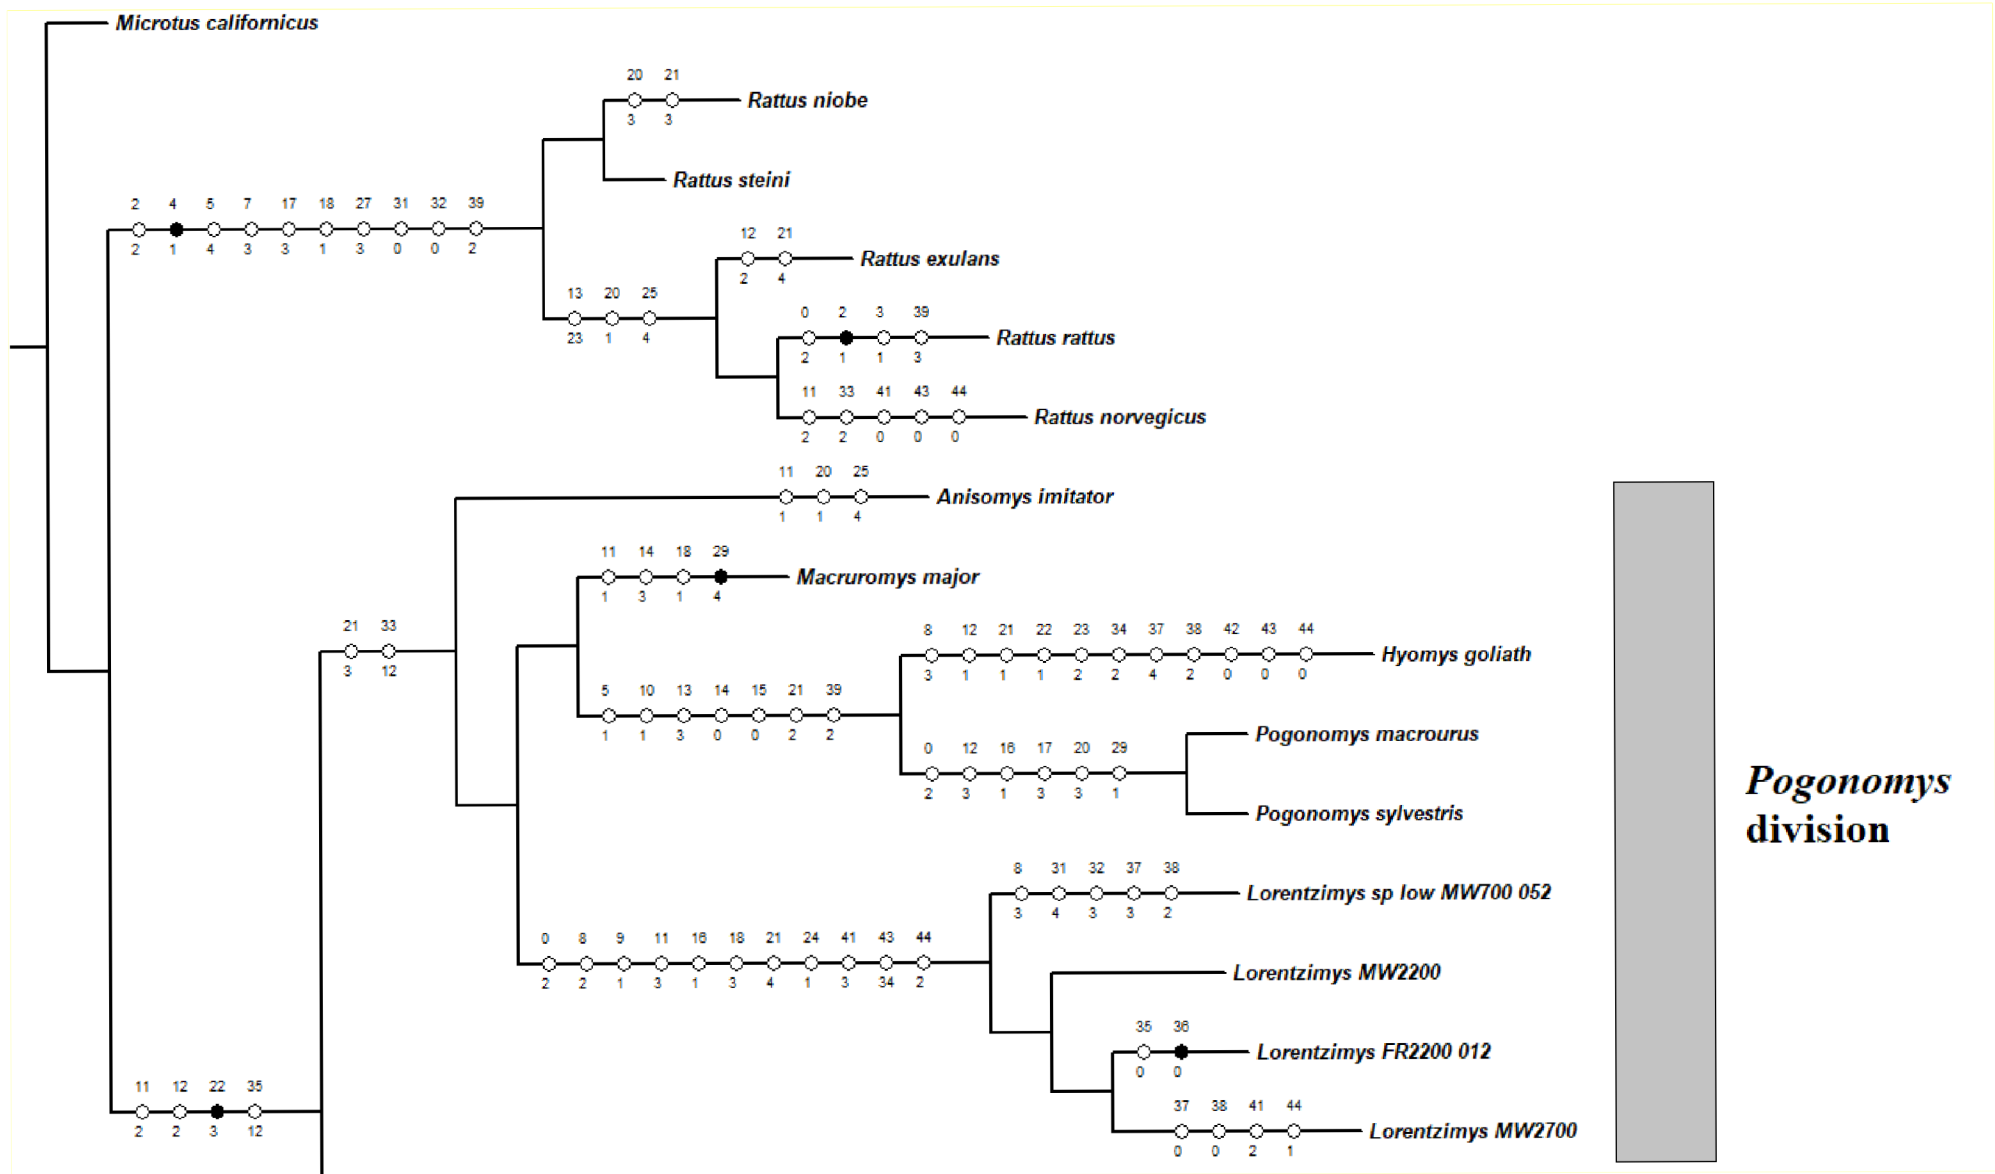 Microtus californicus
20 21
Rattus niobe
3 3
Rattus steini
2 4 5 7 17 18 27 31 32 39
2 1 4 3 3 1 3 0 0 2
12 21
Rattus exulans
2 4
13 20 25
23 1 4
0 2 3 39
Rattus rattus
2 1 1 3
11 33 41 43 44
Rattus norvegicus
2 2 0 0 0
11 20 25
Anisomys imitator
1 1 4
11 14 18 29
Macruromys major
1 3 1 4
21 33
3 12
8 12 21 22 23 34 37 38 42 43 44
Hyomys goliath
3 1 1 1 2 2 4 2 0 0 0
5 10 13 14 15 21 39
1 1 3 0 0 2 2
Pogonomys macrourus
0 12 16 17 20 29
2 3 1 3 3 1
Pogonomys sylvestris
Pogonomys
division
8 31 32 37 38
Lorentzimys sp low MW700 052
3 4 3 3 2
0 8 9 11 16 18 21 24 41 43 44
2 2 1 3 1 3 4 1 3 34 2
Lorentzimys MW2200
35 36
Lorentzimys FR2200 012
0 0
11 12 22 35
2 2 3 12
37 38 41 44
Lorentzimys MW2700
0 0 2 1